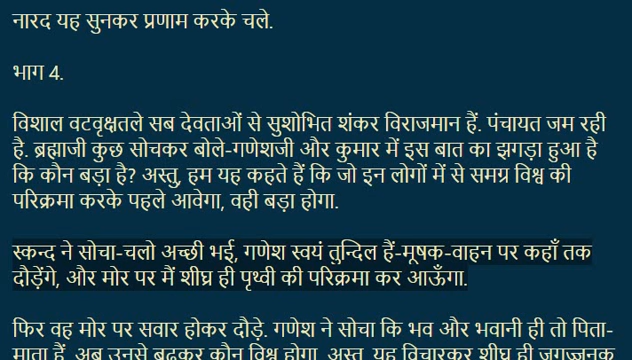 नारद यह सुनकर प्रणाम करके चले.
भाग 4.
विशाल वटवृक्षतले सब देवताओं से सुशोभित शंकर विराजमान हैं. पंचायत जम रही
है. ब्रह्माजी कुछ सोचकर बोले-गणेशजी और कुमार में इस बात का झगड़ा हुआ है
कि कौन बड़ा है? अस्तु, हम यह कहते हैं कि जो इन लोगों में से समग्र विश्व की
परिक्रमा करके पहले आवेगा, वही बड़ा होगा.
स्कन्द ने सोचा-चलो अच्छी भई, गणेश स्वयं तुन्दिल हैं-मूषक-वाहन पर कहाँ तक
दौड़ेंगे, और मोर पर मैं शीघ्र ही पृथ्वी की परिक्रमा कर आऊँगा.
फिर वह मोर पर सवार होकर दौड़े. गणेश ने सोचा कि भव और भवानी ही तो पिता-
माता हैं, अब उनसे बढ़कर कौन विश्व होगा. अस्तु, यह विचारकर शीघ्र ही जगज्जनक